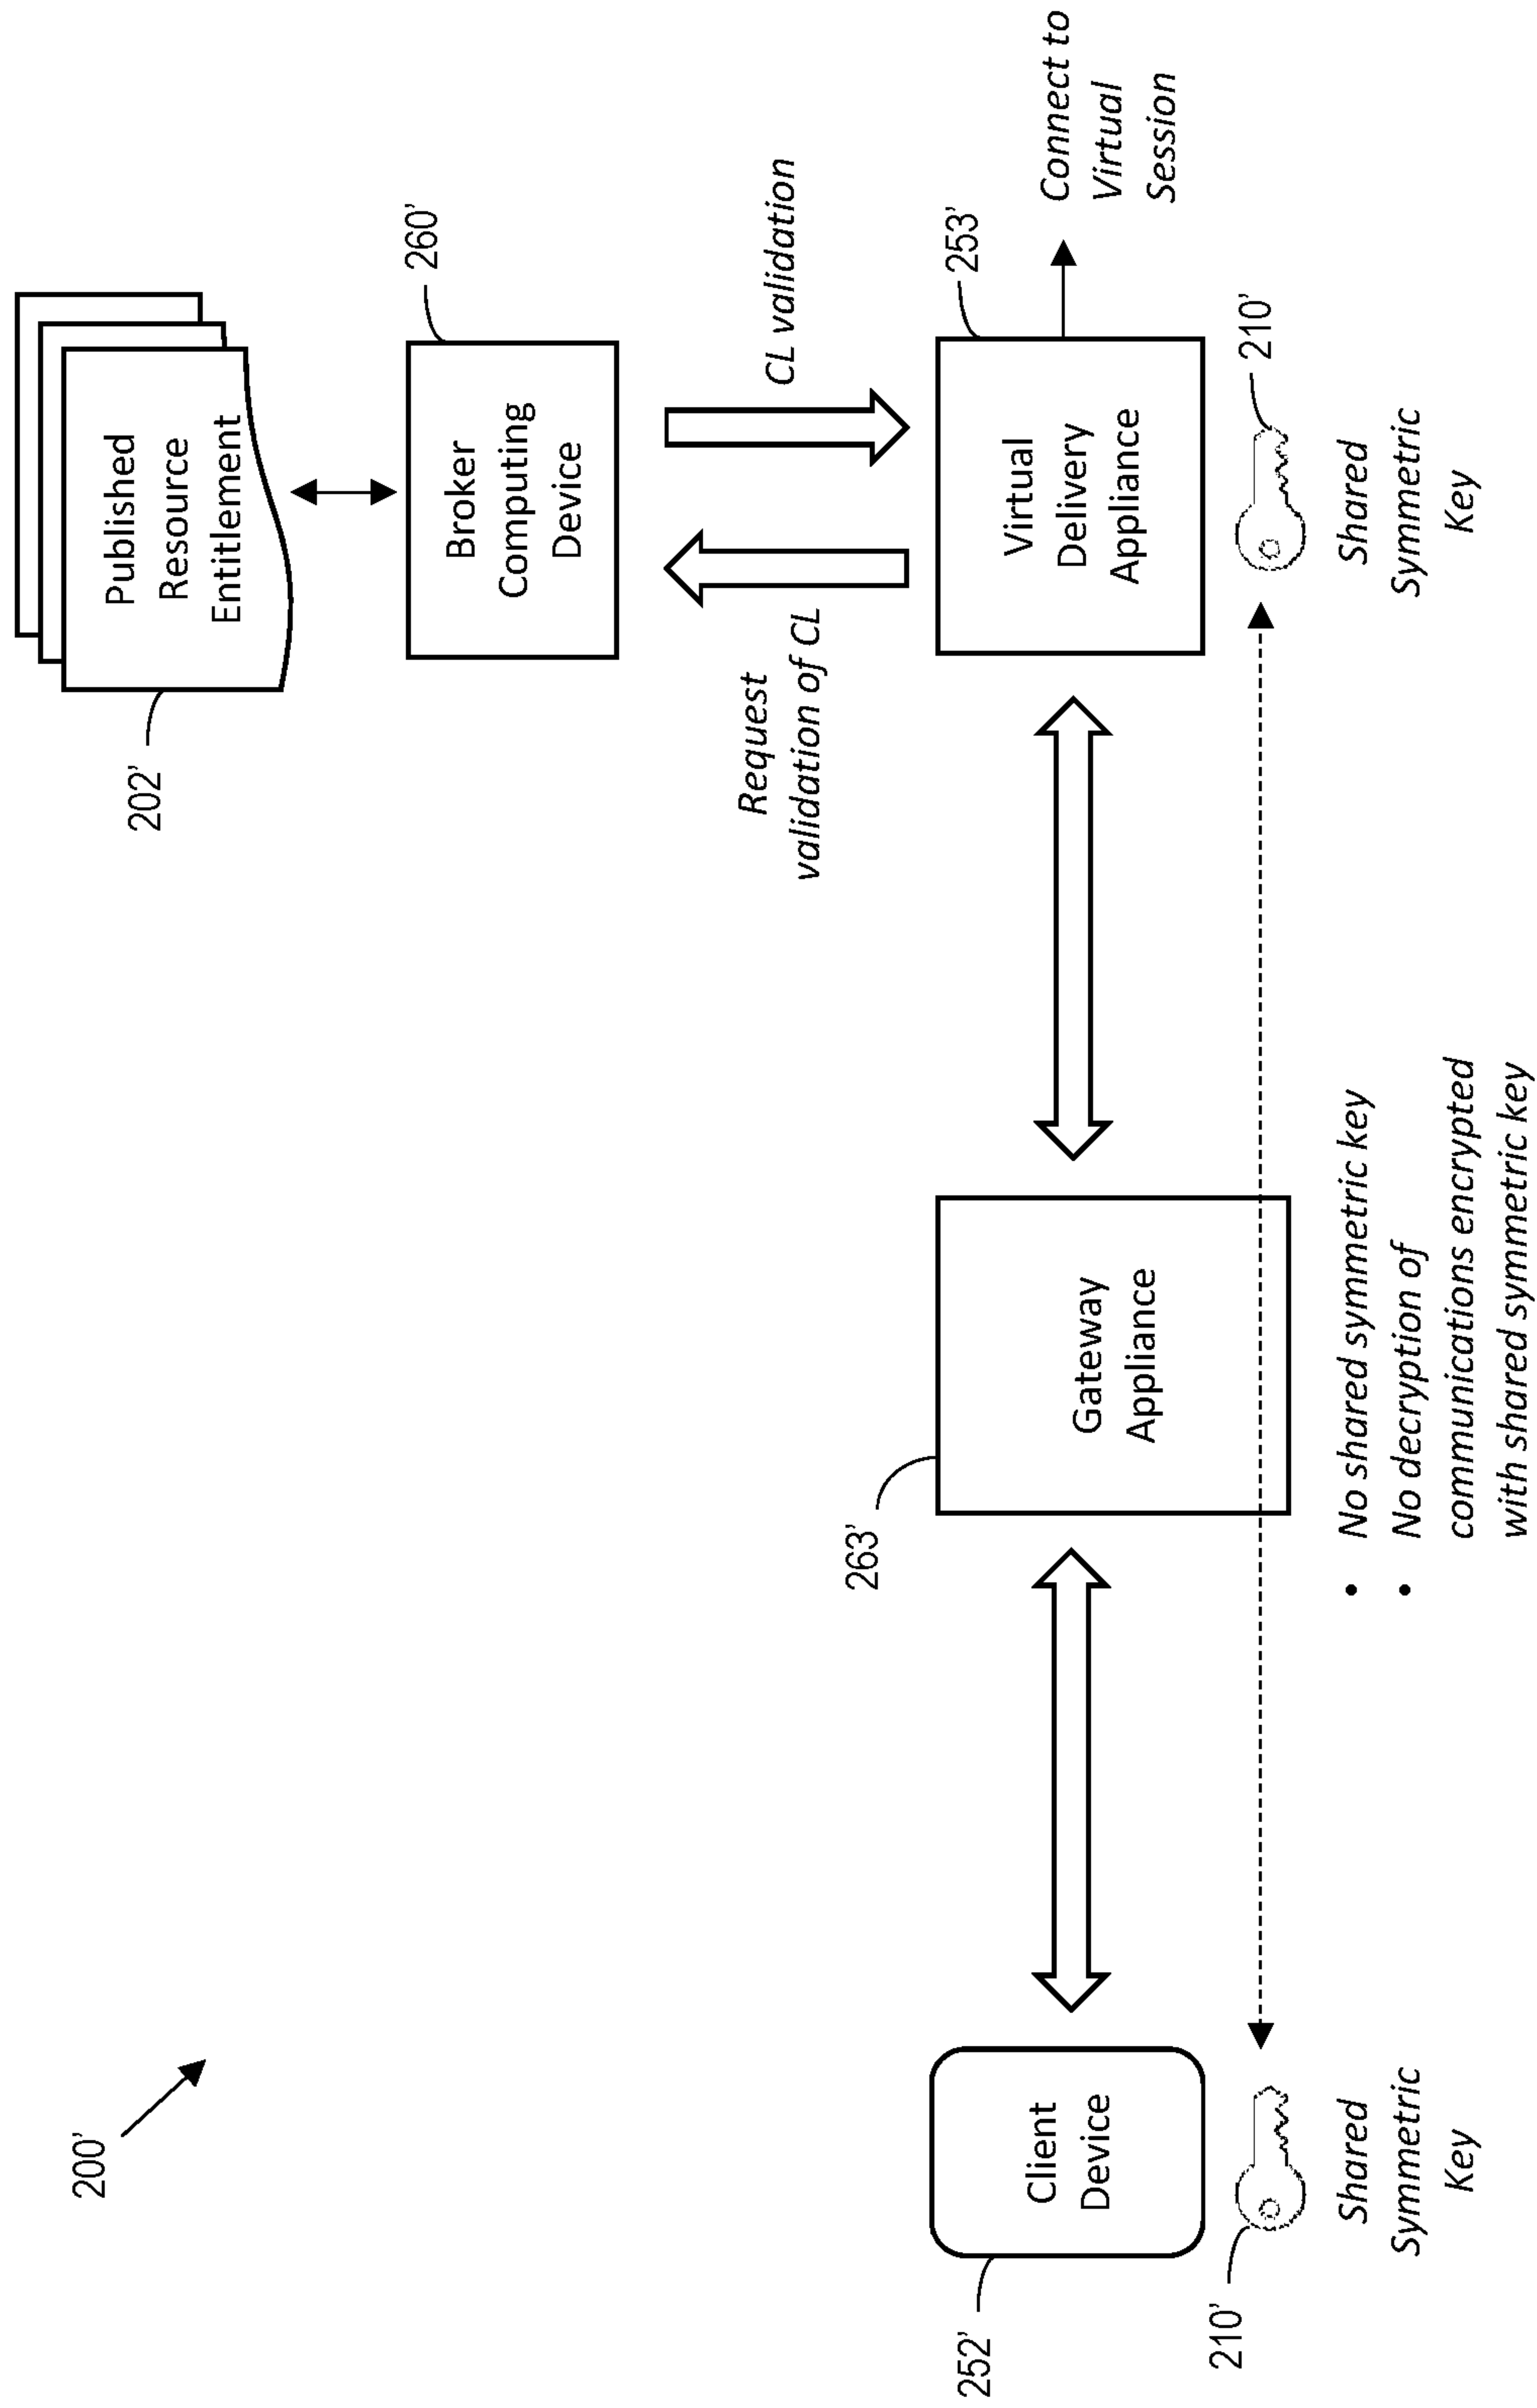 200'
202'
Published
Resource
Entitlement
260'
Broker
Computing
Device
Request
validation of CL
CL validation
252'
Client
Device
263'
Gateway
Appliance
253'
Virtual
Delivery
Appliance
Connect to
Virtual
Session
210'
Shared
Symmetric
Key
• No shared symmetric key
• No decryption of
communications encrypted
with shared symmetric key
210'
Shared
Symmetric
Key